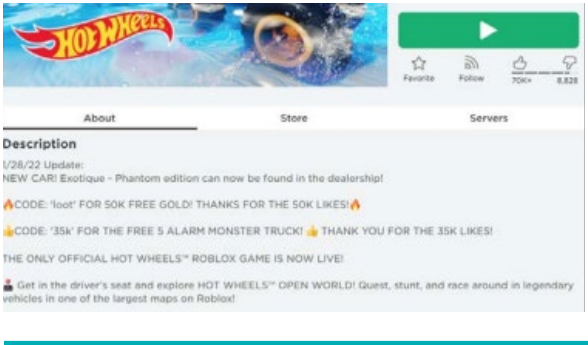 HOT WHEELS
Favorite Follow 70K+ 8,828
About Store Servers
Description
1/28/22 Update:
NEW CAR! Exotique - Phantom edition can now be found in the dealership!
🔥CODE: 'loot' FOR 50K FREE GOLD! THANKS FOR THE 50K LIKES!🔥
👍CODE: '35k' FOR THE FREE 5 ALARM MONSTER TRUCK! 👍 THANK YOU FOR THE 35K LIKES!
THE ONLY OFFICIAL HOT WHEELS™ ROBLOX GAME IS NOW LIVE!
🕹️ Get in the driver's seat and explore HOT WHEELS™ OPEN WORLD! Quest, stunt, and race around in legendary
vehicles in one of the largest maps on Roblox!